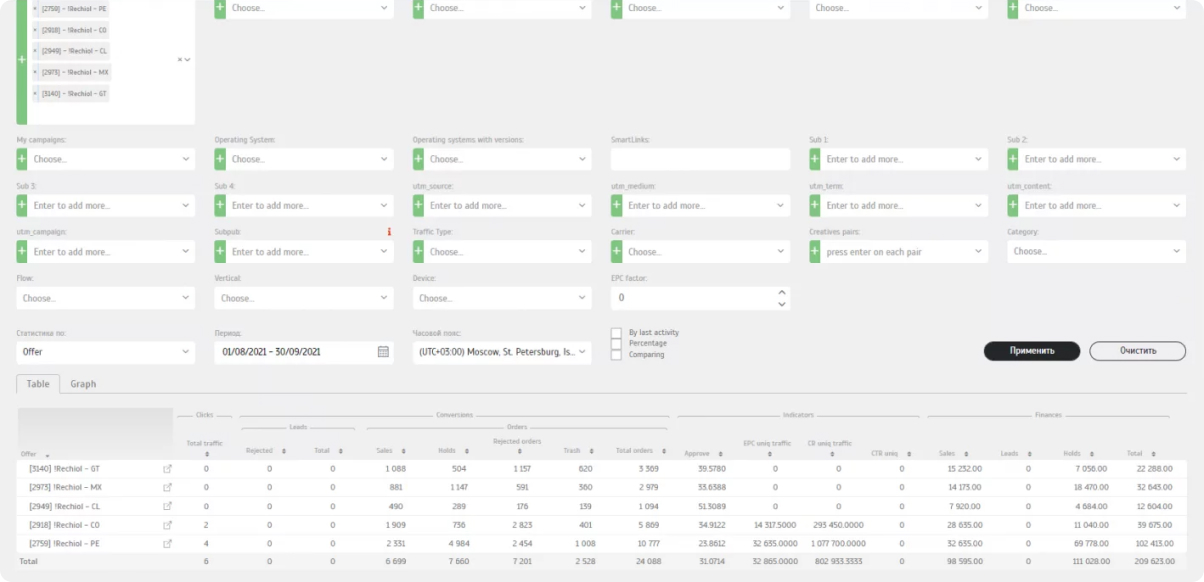 [2759] - !Rechiol - PE Choose... Choose... Choose... Choose... Choose...
[2918] - !Rechiol - CO
[2949] - !Rechiol - CL
[2973] - !Rechiol - MX
[3140] - !Rechiol - GT
My campaigns: Operating System: Operating systems with versions: SmartLinks: Sub 1: Sub 2:
Choose... Choose... Choose... Enter to add more... Enter to add more...
Sub 3: Sub 4: utm_source: utm_medium: utm_term: utm_content:
Enter to add more... Enter to add more... Enter to add more... Enter to add more... Enter to add more... Enter to add more...
utm_campaign: Subpub: i Traffic Type: Carrier: Creatives pairs: Category:
Enter to add more... Enter to add more... Choose... Choose... press enter on each pair Choose...
Flow: Vertical: Device: EPC factor:
Choose... Choose... Choose... 0
Статистика по: Период: Часовой пояс:
Offer 01/08/2021 - 30/09/2021 (UTC+03:00) Moscow, St. Petersburg, Is...
By last activity
Percentage
Comparing
Применить Очистить
Table Graph
Clicks Conversions Indicators Finances
Leads Orders
Offer Total traffic Rejected Total Sales Holds Rejected orders Trash Total orders Approve EPC uniq traffic CR uniq traffic CTR uniq Sales Leads Holds Total
[3140] !Rechiol - GT 0 0 0 1 088 504 1 157 620 3 369 39.5780 0 0 0 15 232.00 0 7 056.00 22 288.00
[2973] !Rechiol - MX 0 0 0 881 1 147 591 360 2 979 33.6388 0 0 0 14 173.00 0 18 470.00 32 643.00
[2949] !Rechiol - CL 0 0 0 490 289 176 139 1 094 51.3089 0 0 0 7 920.00 0 4 684.00 12 604.00
[2918] !Rechiol - CO 2 0 0 1 909 736 2 823 401 5 869 34.9122 14 317.5000 293 450.0000 0 28 635.00 0 11 040.00 39 675.00
[2759] !Rechiol - PE 4 0 0 2 331 4 984 2 454 1 008 10 777 23.8612 32 635.0000 1 077 700.0000 0 32 635.00 0 69 778.00 102 413.00
Total 6 0 0 6 699 7 660 7 201 2 528 24 088 31.0714 32 865.0000 802 933.3333 0 98 595.00 0 111 028.00 209 623.00